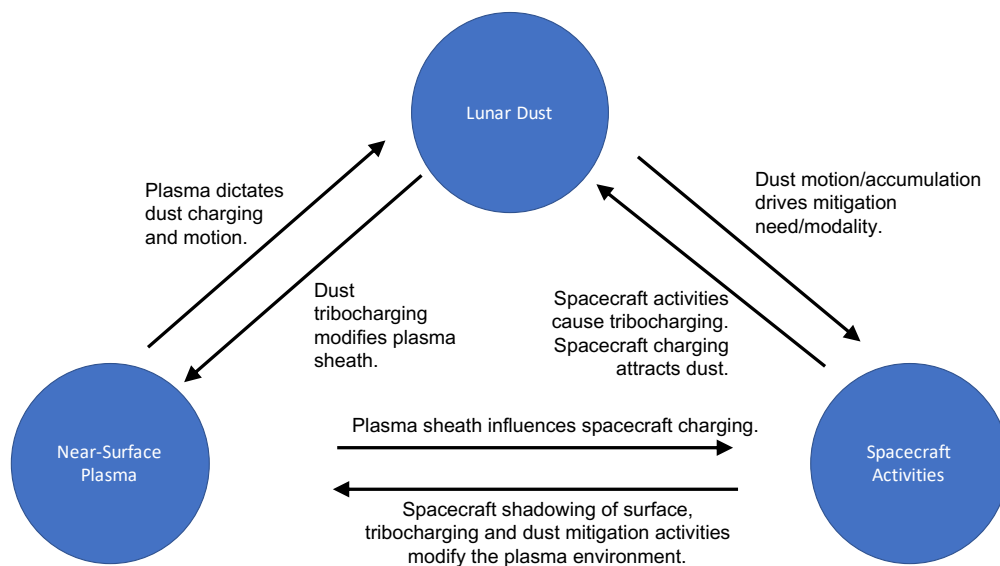 Lunar Dust
Plasma dictates
dust charging
and motion.
Dust motion/accumulation
drives mitigation
need/modality.
Dust
tribocharging
modifies plasma
sheath.
Spacecraft activities
cause tribocharging.
Spacecraft charging
attracts dust.
Near-Surface
Plasma
Plasma sheath influences spacecraft charging.
Spacecraft
Activities
Spacecraft shadowing of surface,
tribocharging and dust mitigation activities
modify the plasma environment.